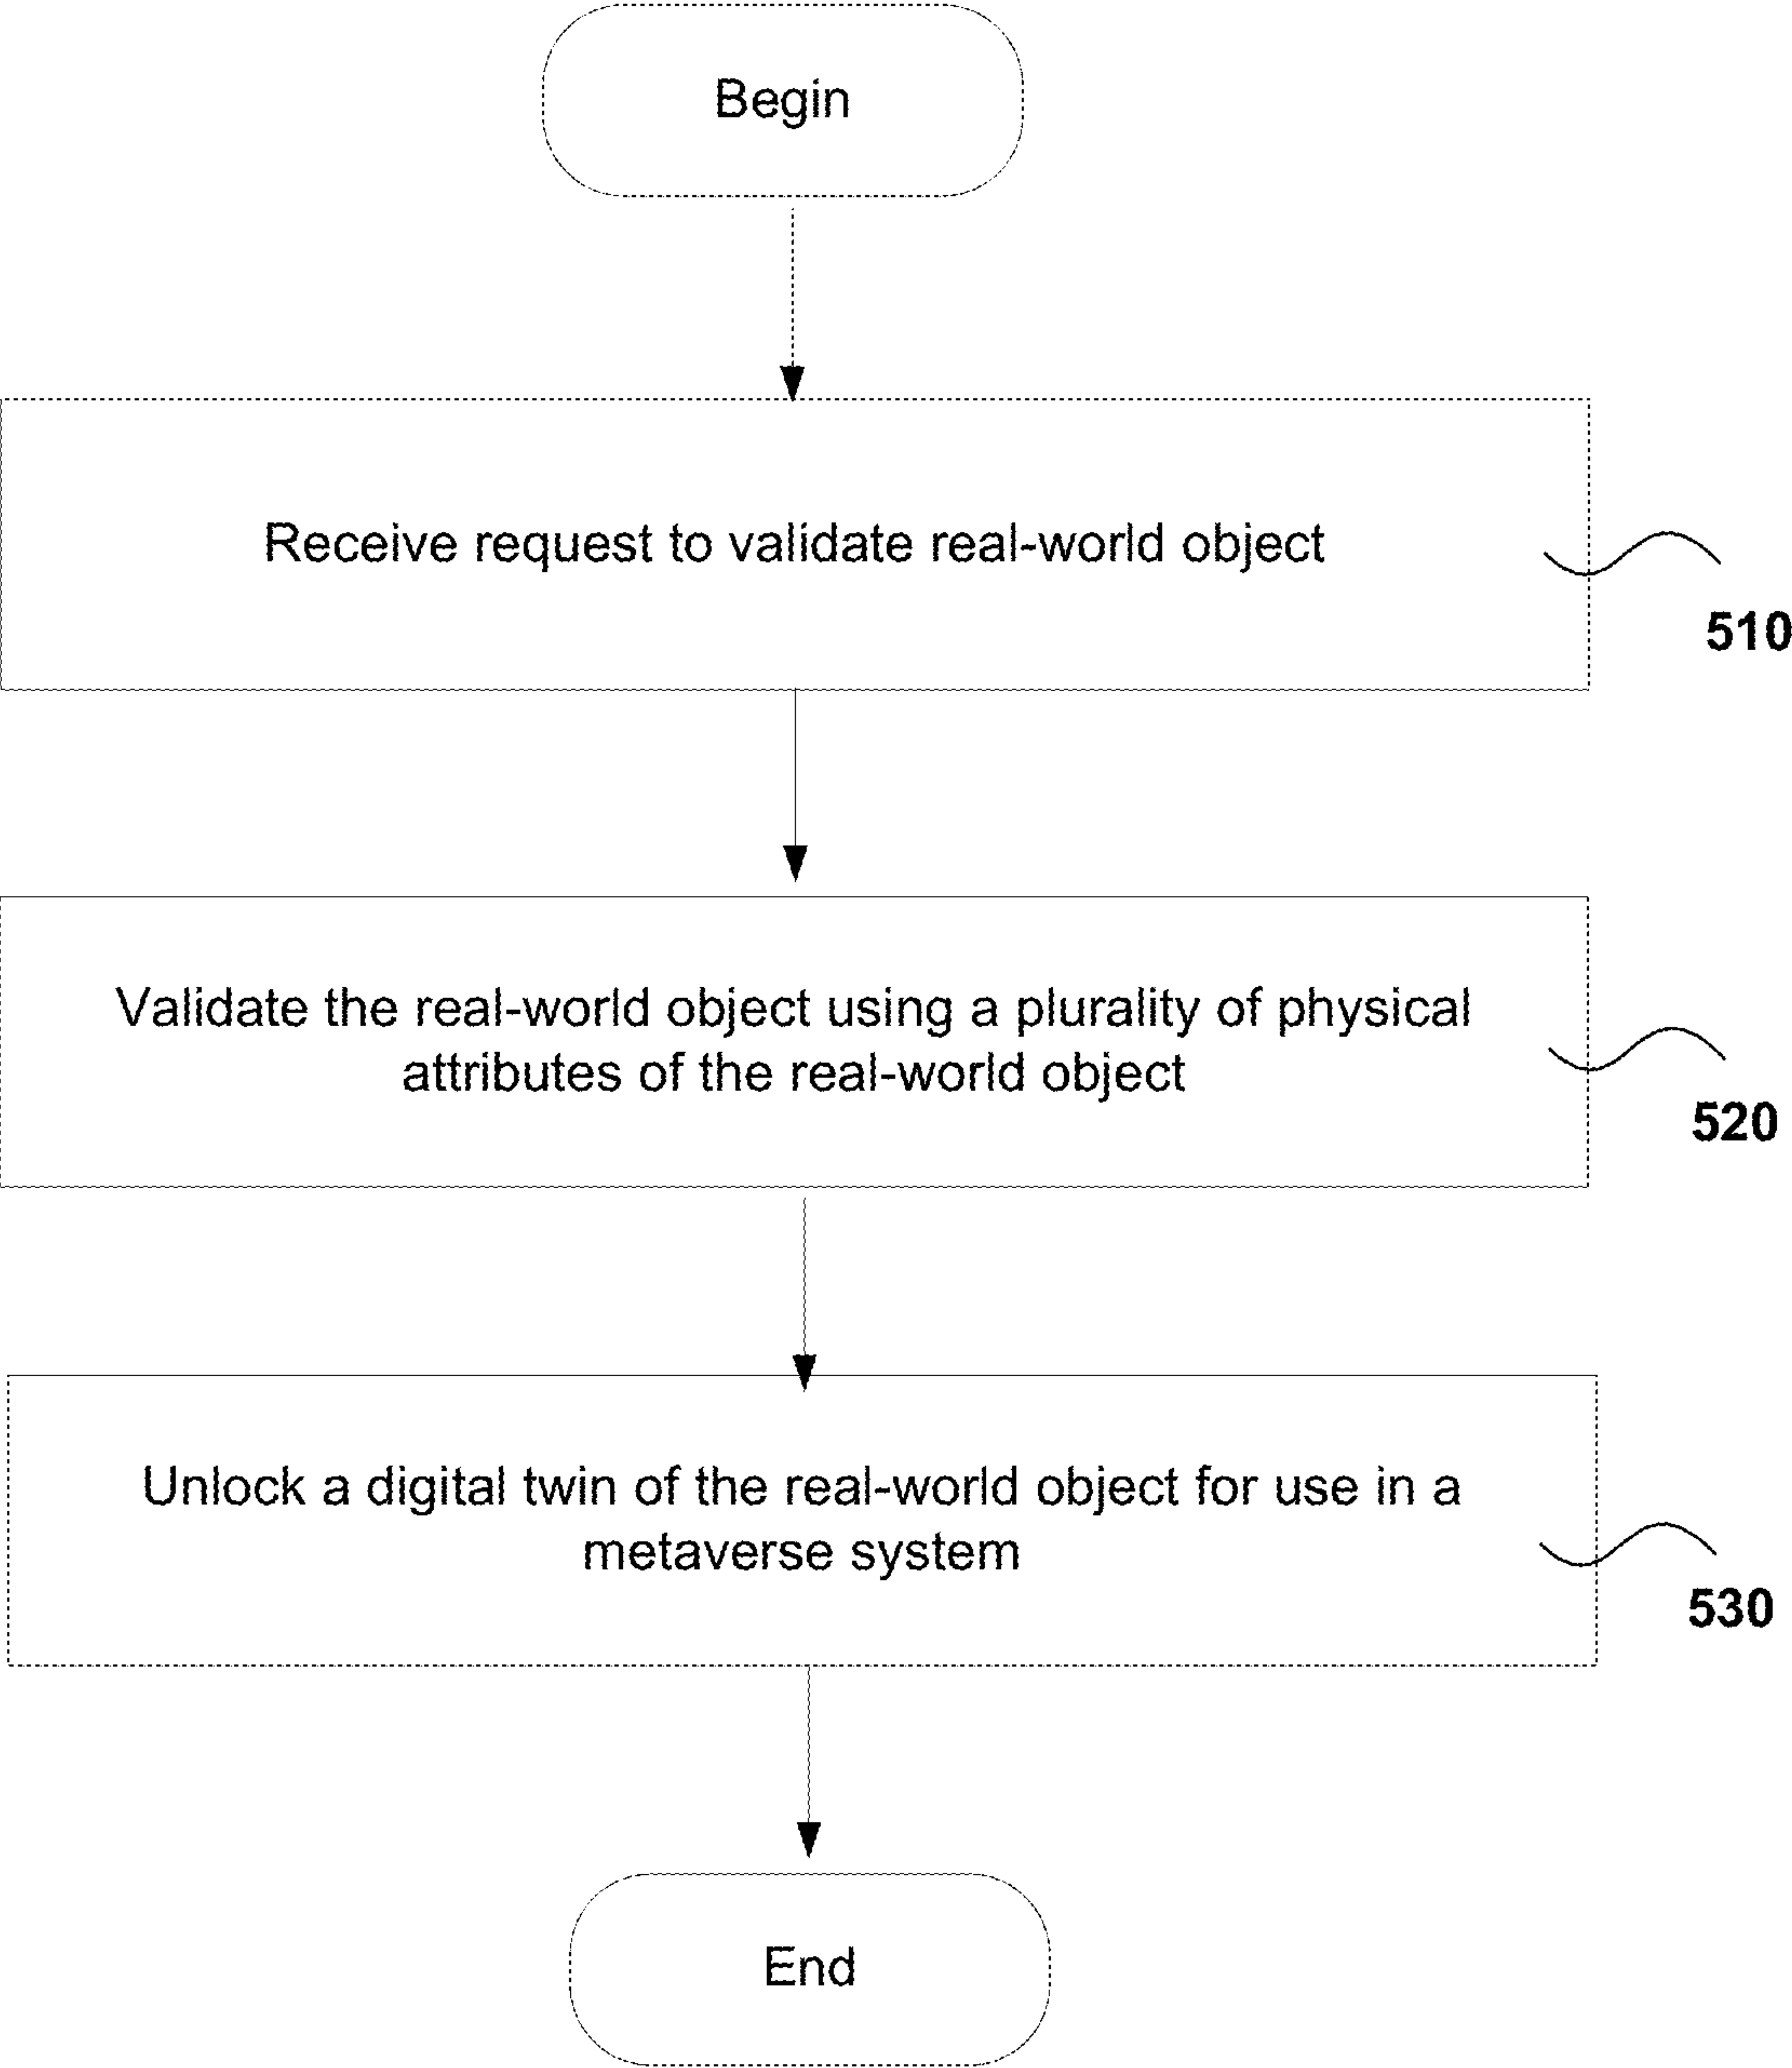 Begin
Receive request to validate real-world object
510
Validate the real-world object using a plurality of physical
attributes of the real-world object
520
Unlock a digital twin of the real-world object for use in a
metaverse system
530
End